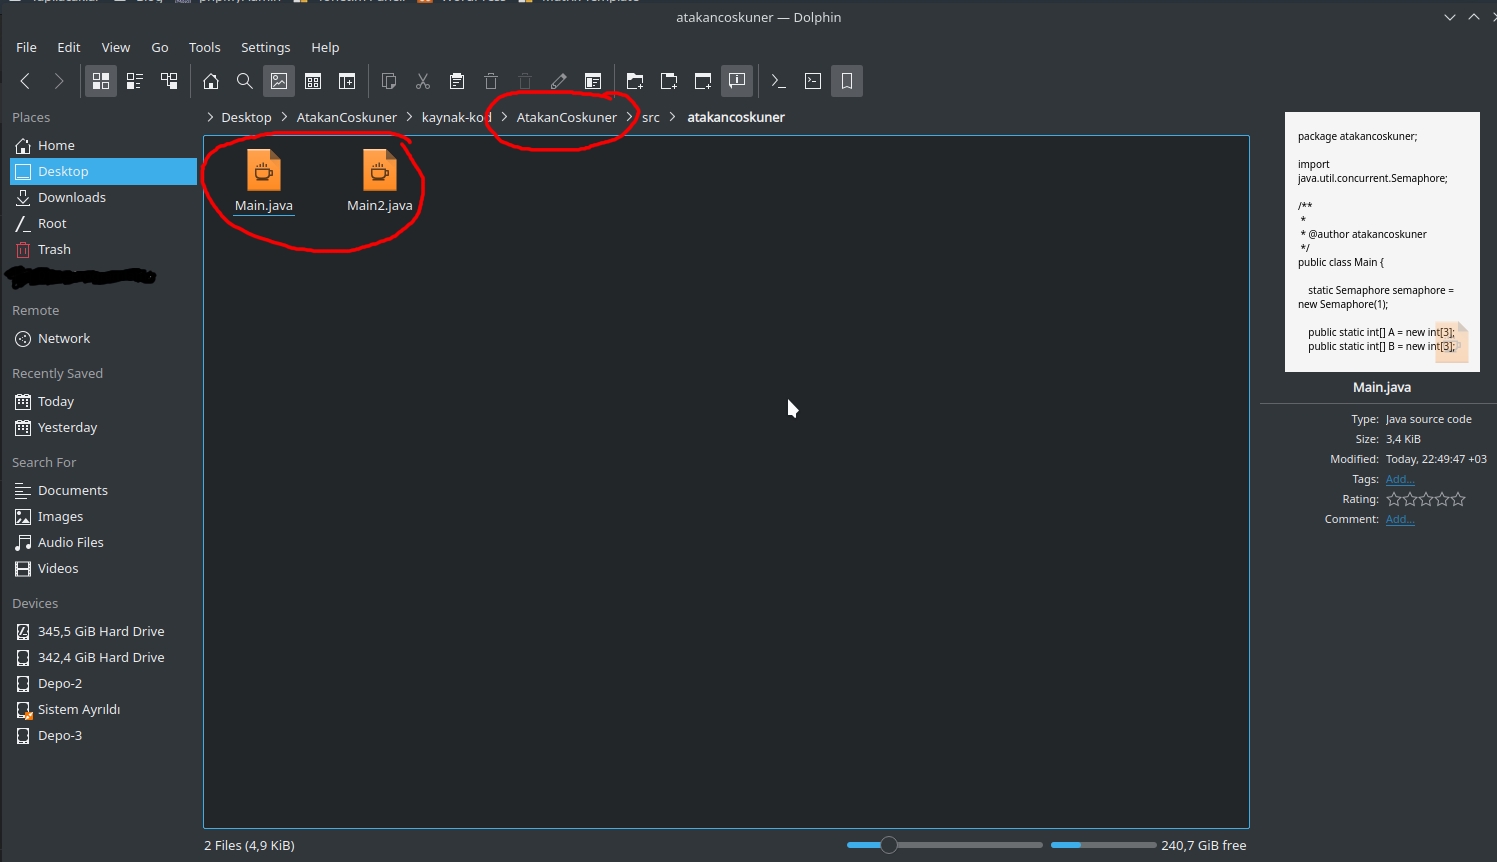 phpMyAdmin
WordPress
atakancoskuner — Dolphin
File Edit View Go Tools Settings Help
Places
Desktop AtakanCoskuner kaynak-kod AtakanCoskuner src atakancoskuner
Home
Desktop
Downloads
Root
Trash
Remote
Network
Recently Saved
Today
Yesterday
Search For
Documents
Images
Audio Files
Videos
Devices
345,5 GiB Hard Drive
342,4 GiB Hard Drive
Depo-2
Sistem Ayrıldı
Depo-3
Main.java
Main2.java
2 Files (4,9 KiB)
240,7 GiB free
package atakancoskuner;
import
java.util.concurrent.Semaphore;
/**
*
* @author atakancoskuner
*/
public class Main {
static Semaphore semaphore =
new Semaphore(1);
public static int[] A = new int[3];
public static int[] B = new int[3];
Main.java
Type: Java source code
Size: 3,4 KiB
Modified: Today, 22:49:47 +03
Tags: Add...
Rating:
Comment: Add...